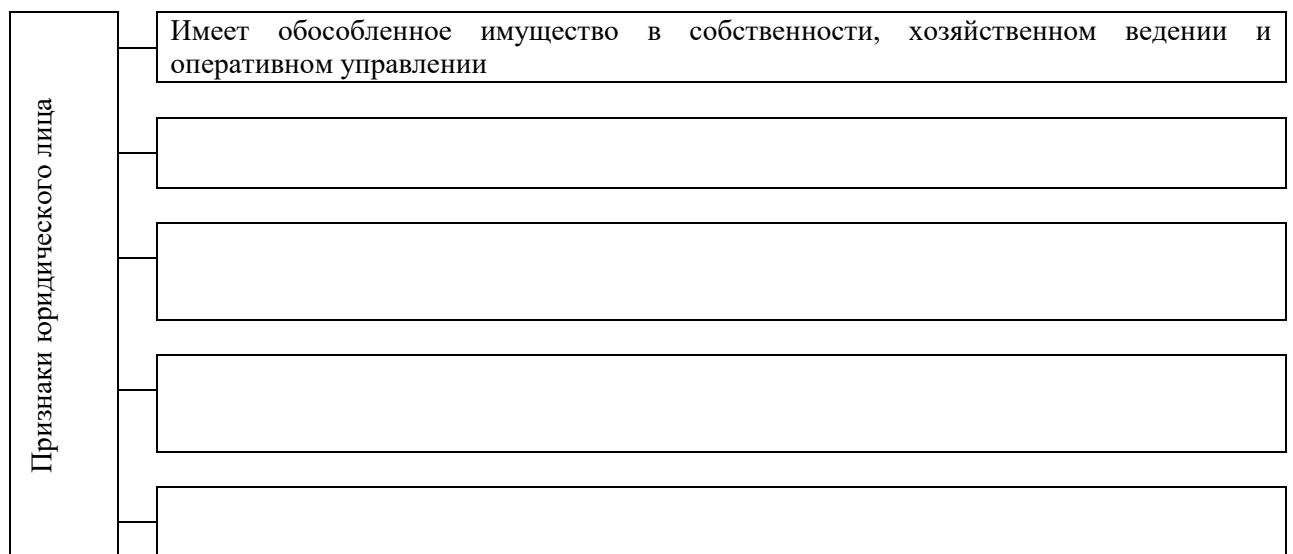 Признаки юридического лица
Имеет обособленное имущество в собственности, хозяйственном ведении и
оперативном управлении